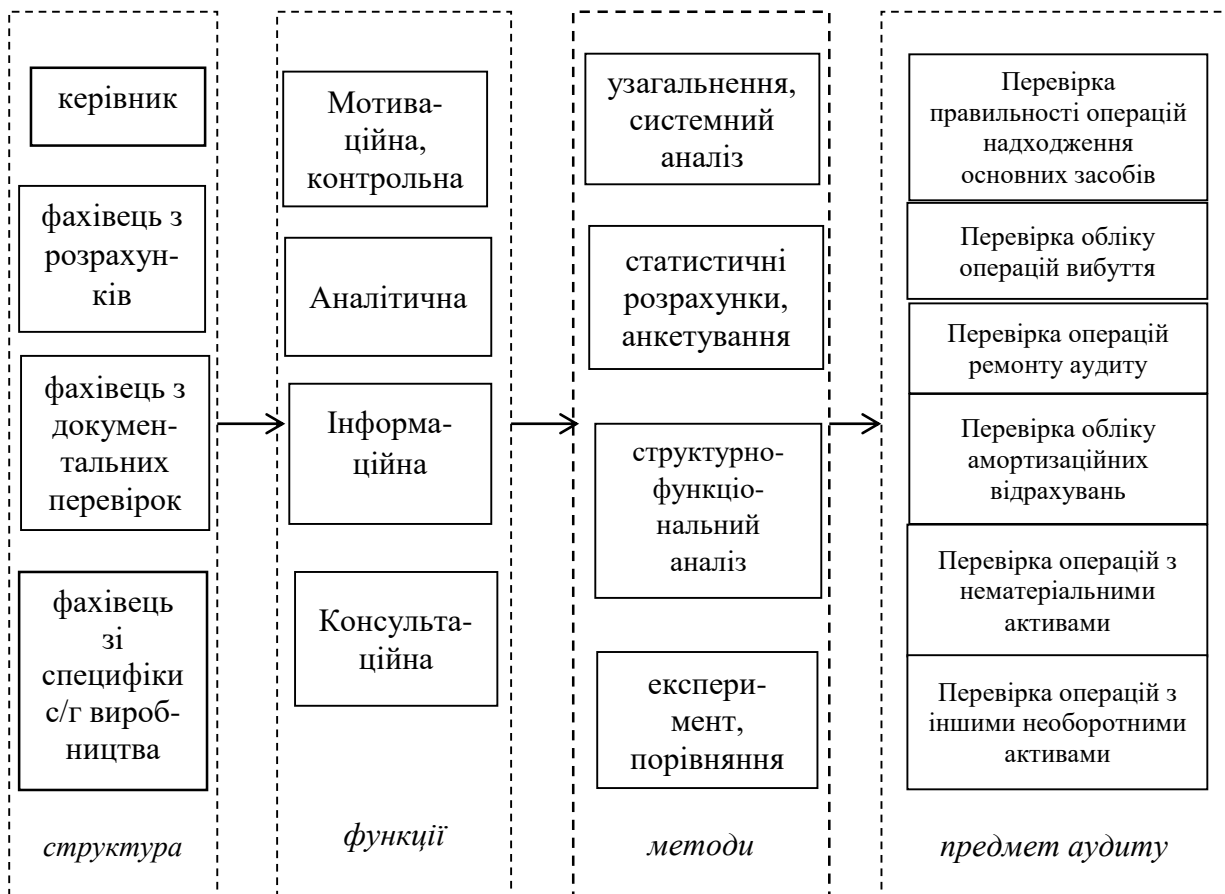 керівник
фахівець з
розрахун-
ків
фахівець з
докумен-
тальних
перевірок
фахівець
зі
специфіки
с/г вироб-
ництва
структура
Мотива-
ційна,
контрольна
Аналітична
Інформа-
ційна
Консульта-
ційна
функції
узагальнення,
системний
аналіз
статистичні
розрахунки,
анкетування
структурно-
функціо-
нальний
аналіз
експери-
мент,
порівняння
методи
Перевірка
правильності операцій
надходження
основних засобів
Перевірка обліку
операцій вибуття
Перевірка операцій
ремонту аудиту
Перевірка обліку
амортизаційних
відрахувань
Перевірка операцій з
нематеріальними
активами
Перевірка операцій з
іншими необоротними
активами
предмет аудиту